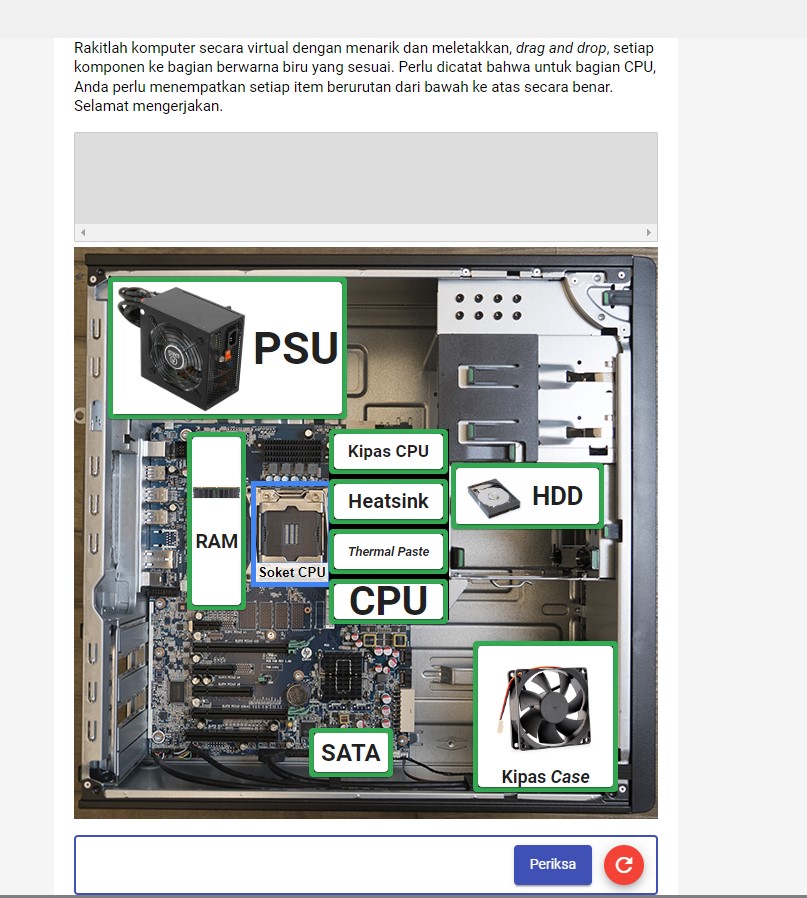 Rakitlah komputer secara virtual dengan menarik dan meletakkan, drag and drop, setiap
komponen ke bagian berwarna biru yang sesuai. Perlu dicatat bahwa untuk bagian CPU,
Anda perlu menempatkan setiap item berurutan dari bawah ke atas secara benar.
Selamat mengerjakan.
PSU
Kipas CPU
Heatsink
HDD
RAM
Thermal Paste
Soket CPU
CPU
SATA
Kipas Case
Periksa